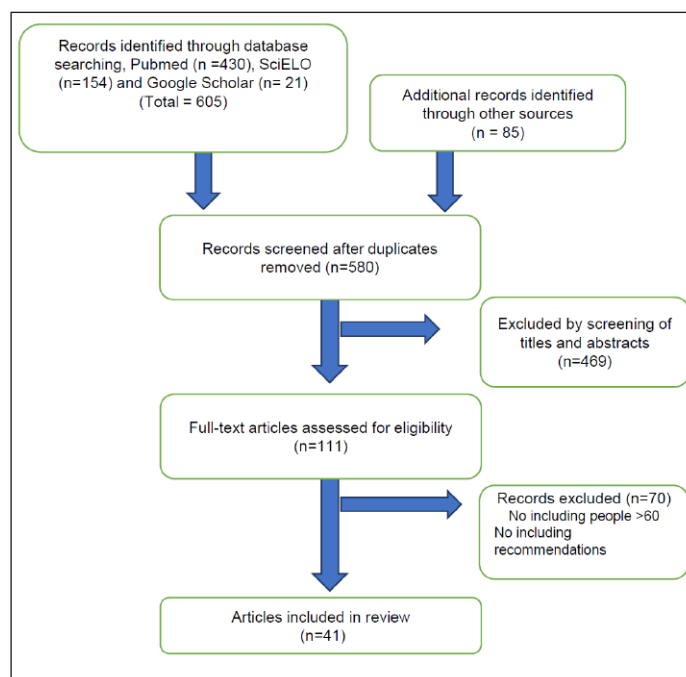 Records identified through database
searching, Pubmed (n =430), SciELO
(n=154) and Google Scholar (n= 21)
(Total = 605)
Additional records identified
through other sources
(n = 85)
Records screened after duplicates
removed (n=580)
Excluded by screening of
titles and abstracts
(n=469)
Full-text articles assessed for eligibility
(n=111)
Records excluded (n=70)
No including people >60
No including
recommendations
Articles included in review
(n=41)